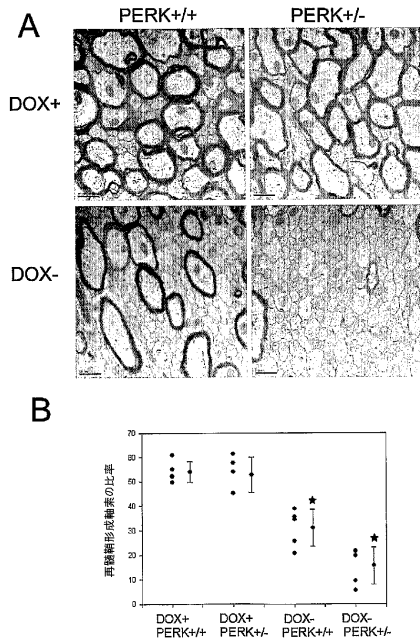 A
PERK+/+
PERK+/-
DOX+
DOX-
B
再髄鞘形成軸索の比率
70
60
50
40
30
20
10
0
DOX+
PERK+/+
DOX+
PERK+/-
DOX-
PERK+/+
DOX-
PERK+/-